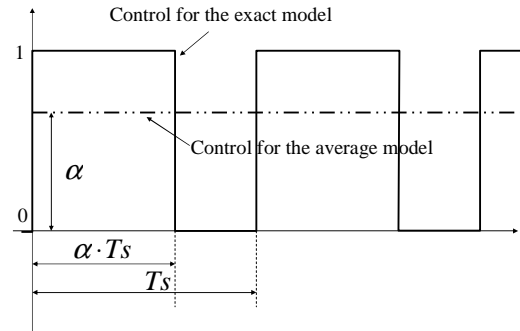 Control for the exact model
1
Control for the average model
α
0
α · Ts
Ts